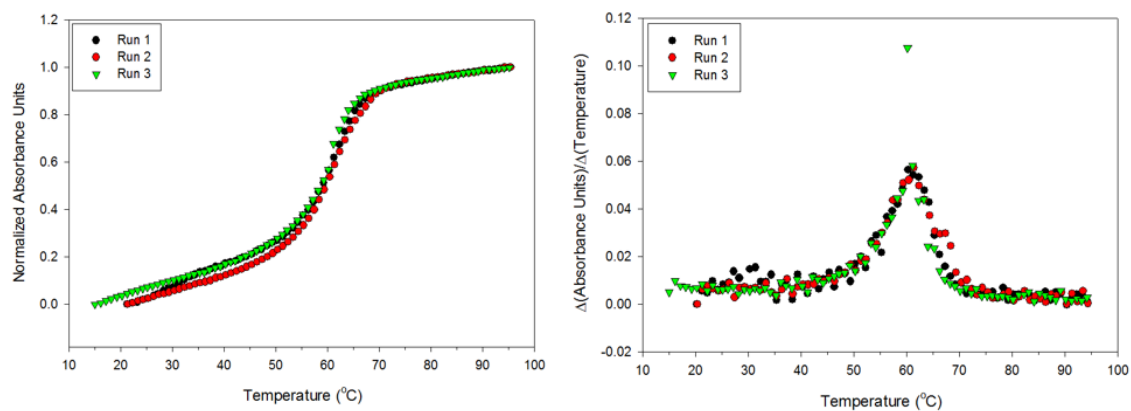 1.2
1.0
0.8
0.6
0.4
0.2
0.0
Normalized Absorbance Units
Run 1
Run 2
Run 3
10 20 30 40 50 60 70 80 90 100
Temperature (°C)
0.12
0.10
0.08
0.06
0.04
0.02
0.00
-0.02
Δ(Absorbance Units)/Δ(Temperature)
Run 1
Run 2
Run 3
10 20 30 40 50 60 70 80 90 100
Temperature (°C)